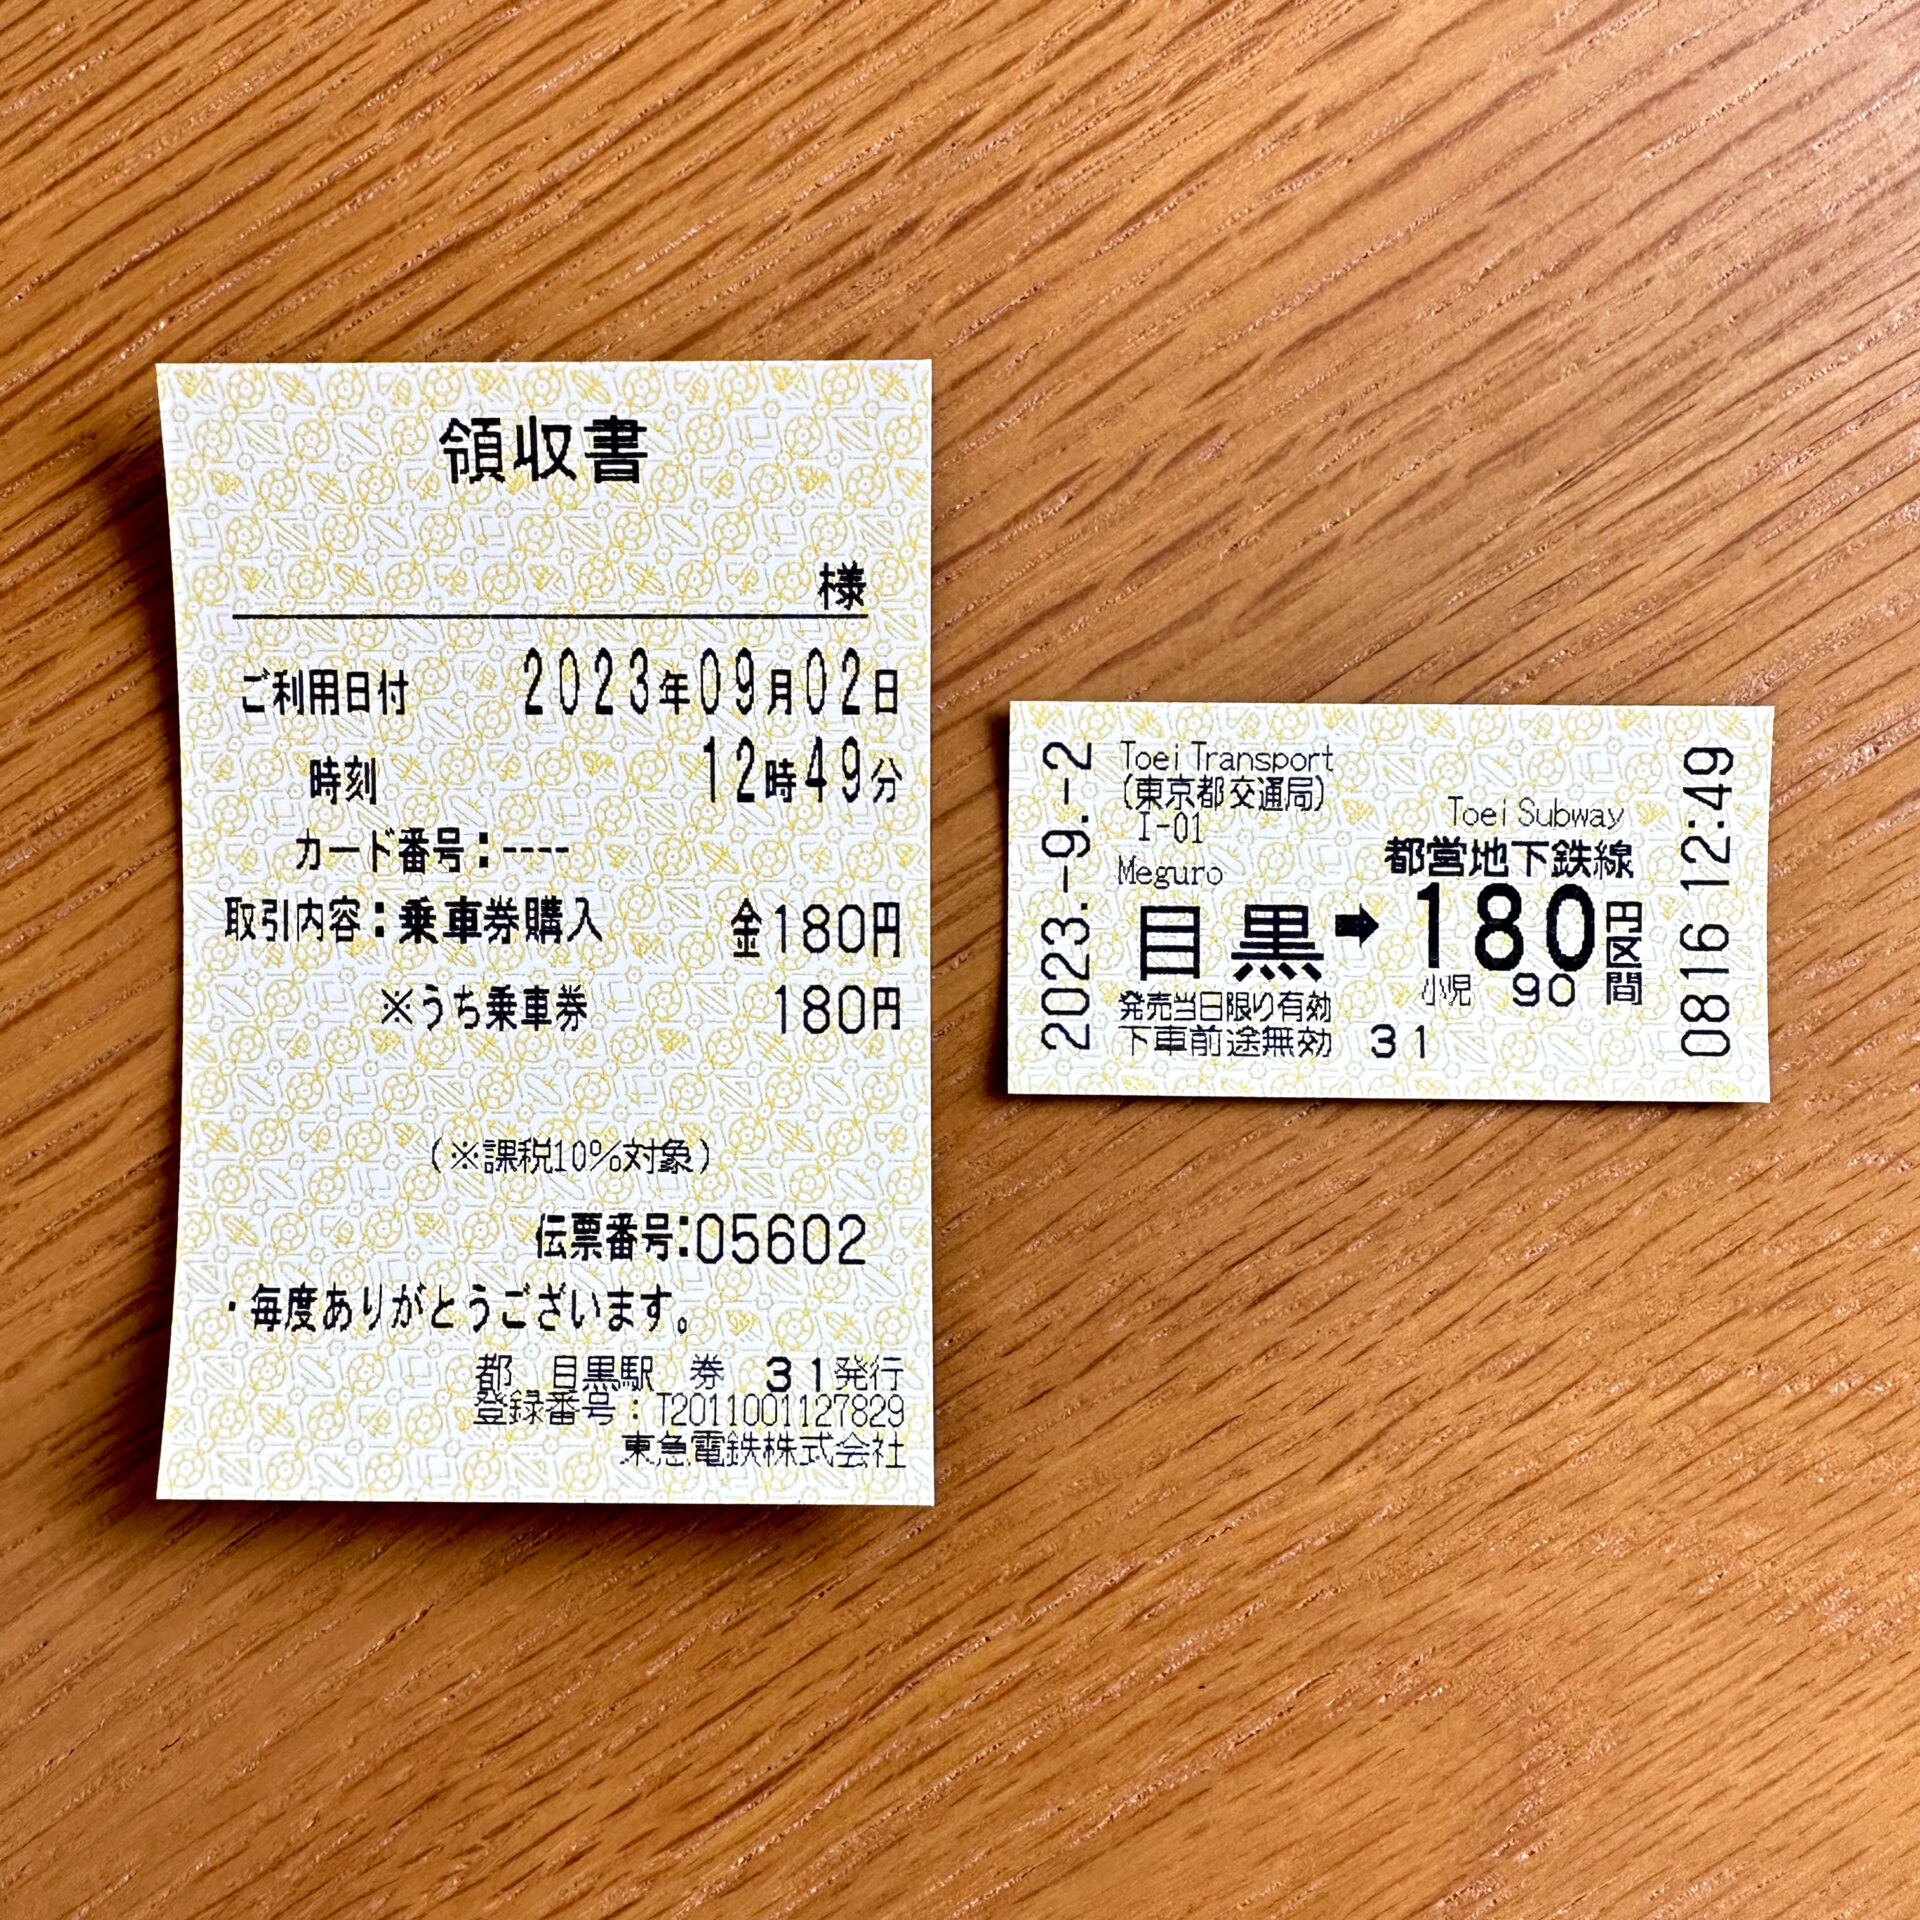 領収書
様
ご利用日付 2023年09月02日
時刻 12時49分
カード番号:----
取引内容:乗車券購入 金180円
※うち乗車券 180円
(※課税10%対象)
伝票番号:05602
・毎度ありがとうございます。
都 目黒駅 券 31発行
登録番号:T2011001127829
東急電鉄株式会社
2023.-9.-2
Toei Transport
(東京都交通局)
I-01
Meguro
Toei Subway
都営地下鉄線
目黒➡180円区間
小児 90
発売当日限り有効
下車前途無効 31
0816 12:49